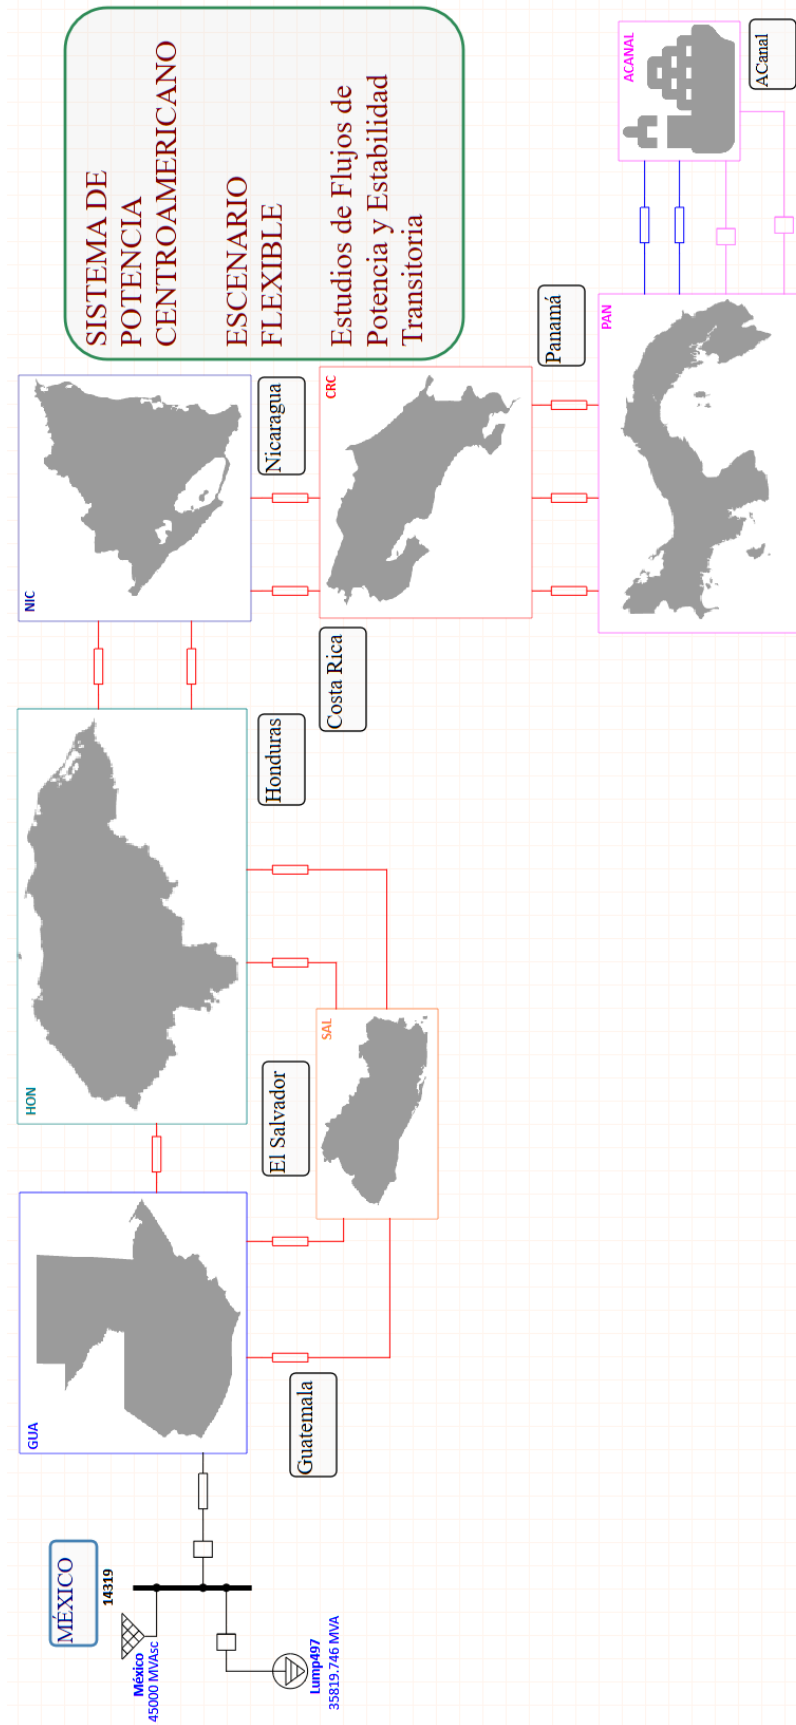 SISTEMA DE
POTENCIA
CENTROAMERICANO
ESCENARIO
FLEXIBLE
Estudios de Flujos de
Potencia y Estabilidad
Transitoria
MÉXICO
14319
México
45000 MVAsc
Lump497
35819.746 MVA
GUA
Guatemala
HON
Honduras
El Salvador
SAL
NIC
Nicaragua
Costa Rica
CRC
Panamá
PAN
ACANAL
ACanal